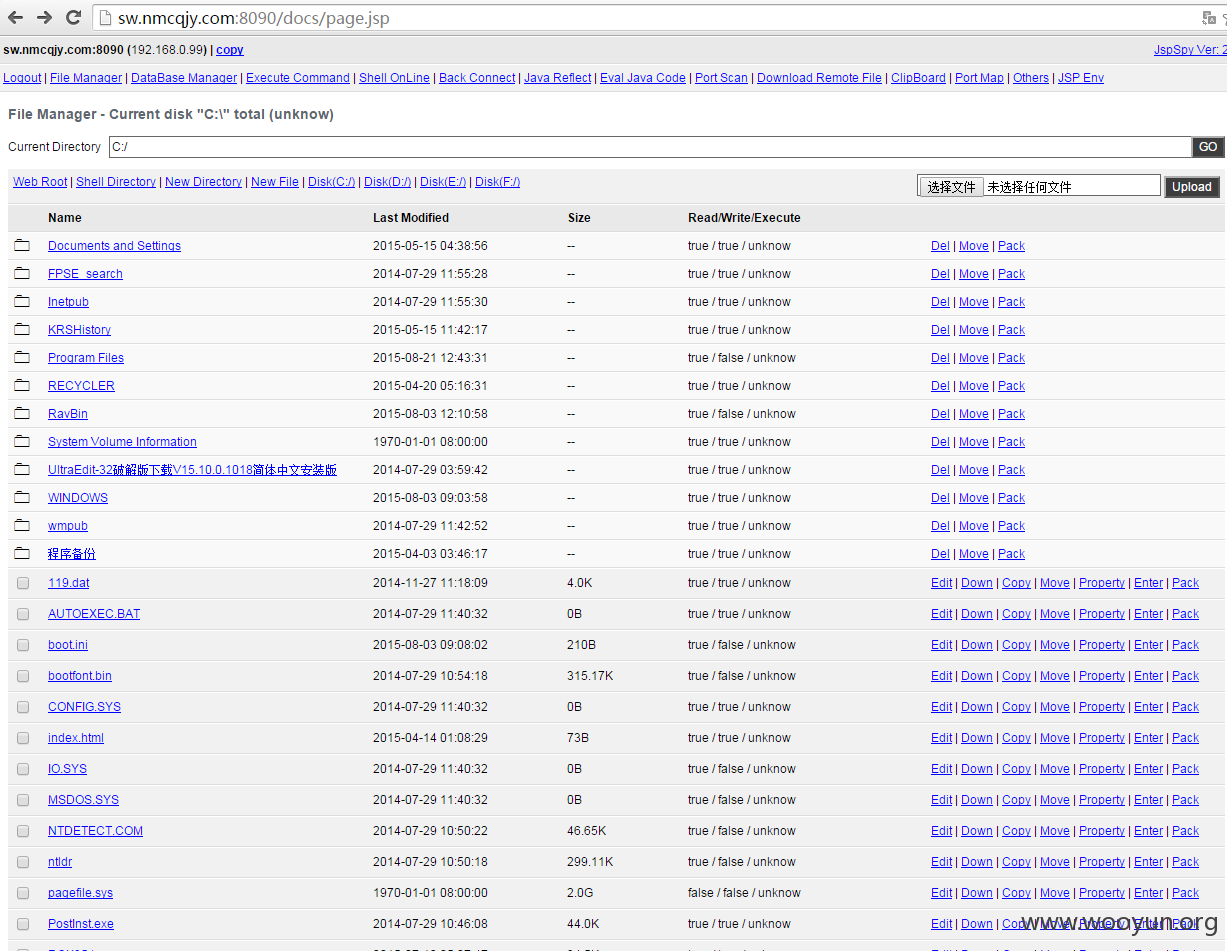 sw.nmcqjy.com:8090/docs/page.jsp
sw.nmcqjy.com:8090 (192.168.0.99) | copy JspSpy Ver: 2
Logout | File Manager | DataBase Manager | Execute Command | Shell OnLine | Back Connect | Java Reflect | Eval Java Code | Port Scan | Download Remote File | ClipBoard | Port Map | Others | JSP Env
File Manager - Current disk "C:\" total (unknow)
Current Directory C:/ GO
Web Root | Shell Directory | New Directory | New File | Disk(C:/) | Disk(D:/) | Disk(E:/) | Disk(F:/) 选择文件 未选择任何文件 Upload
Name Last Modified Size Read/Write/Execute
Documents and Settings 2015-05-15 04:38:56 -- true / true / unknow Del | Move | Pack
FPSE_search 2014-07-29 11:55:28 -- true / true / unknow Del | Move | Pack
Inetpub 2014-07-29 11:55:30 -- true / true / unknow Del | Move | Pack
KRSHistory 2015-05-15 11:42:17 -- true / true / unknow Del | Move | Pack
Program Files 2015-08-21 12:43:31 -- true / false / unknow Del | Move | Pack
RECYCLER 2015-04-20 05:16:31 -- true / true / unknow Del | Move | Pack
RavBin 2015-08-03 12:10:58 -- true / false / unknow Del | Move | Pack
System Volume Information 1970-01-01 08:00:00 -- true / true / unknow Del | Move | Pack
UltraEdit-32破解版下载V15.10.0.1018简体中文安装版 2014-07-29 03:59:42 -- true / true / unknow Del | Move | Pack
WINDOWS 2015-08-03 09:03:58 -- true / true / unknow Del | Move | Pack
wmpub 2014-07-29 11:42:52 -- true / true / unknow Del | Move | Pack
程序备份 2015-04-03 03:46:17 -- true / true / unknow Del | Move | Pack
119.dat 2014-11-27 11:18:09 4.0K true / true / unknow Edit | Down | Copy | Move | Property | Enter | Pack
AUTOEXEC.BAT 2014-07-29 11:40:32 0B true / true / unknow Edit | Down | Copy | Move | Property | Enter | Pack
boot.ini 2015-08-03 09:08:02 210B true / false / unknow Edit | Down | Copy | Move | Property | Enter | Pack
bootfont.bin 2014-07-29 10:54:18 315.17K true / false / unknow Edit | Down | Copy | Move | Property | Enter | Pack
CONFIG.SYS 2014-07-29 11:40:32 0B true / true / unknow Edit | Down | Copy | Move | Property | Enter | Pack
index.html 2015-04-14 01:08:29 73B true / true / unknow Edit | Down | Copy | Move | Property | Enter | Pack
IO.SYS 2014-07-29 11:40:32 0B true / false / unknow Edit | Down | Copy | Move | Property | Enter | Pack
MSDOS.SYS 2014-07-29 11:40:32 0B true / false / unknow Edit | Down | Copy | Move | Property | Enter | Pack
NTDETECT.COM 2014-07-29 10:50:22 46.65K true / false / unknow Edit | Down | Copy | Move | Property | Enter | Pack
ntldr 2014-07-29 10:50:18 299.11K true / false / unknow Edit | Down | Copy | Move | Property | Enter | Pack
pagefile.sys 1970-01-01 08:00:00 2.0G false / false / unknow Edit | Down | Copy | Move | Property | Enter | Pack
PostInst.exe 2014-07-29 10:46:08 44.0K true / true / unknow Edit | Down | Copy | Move | Property | Enter | Pack
www.wooyun.org